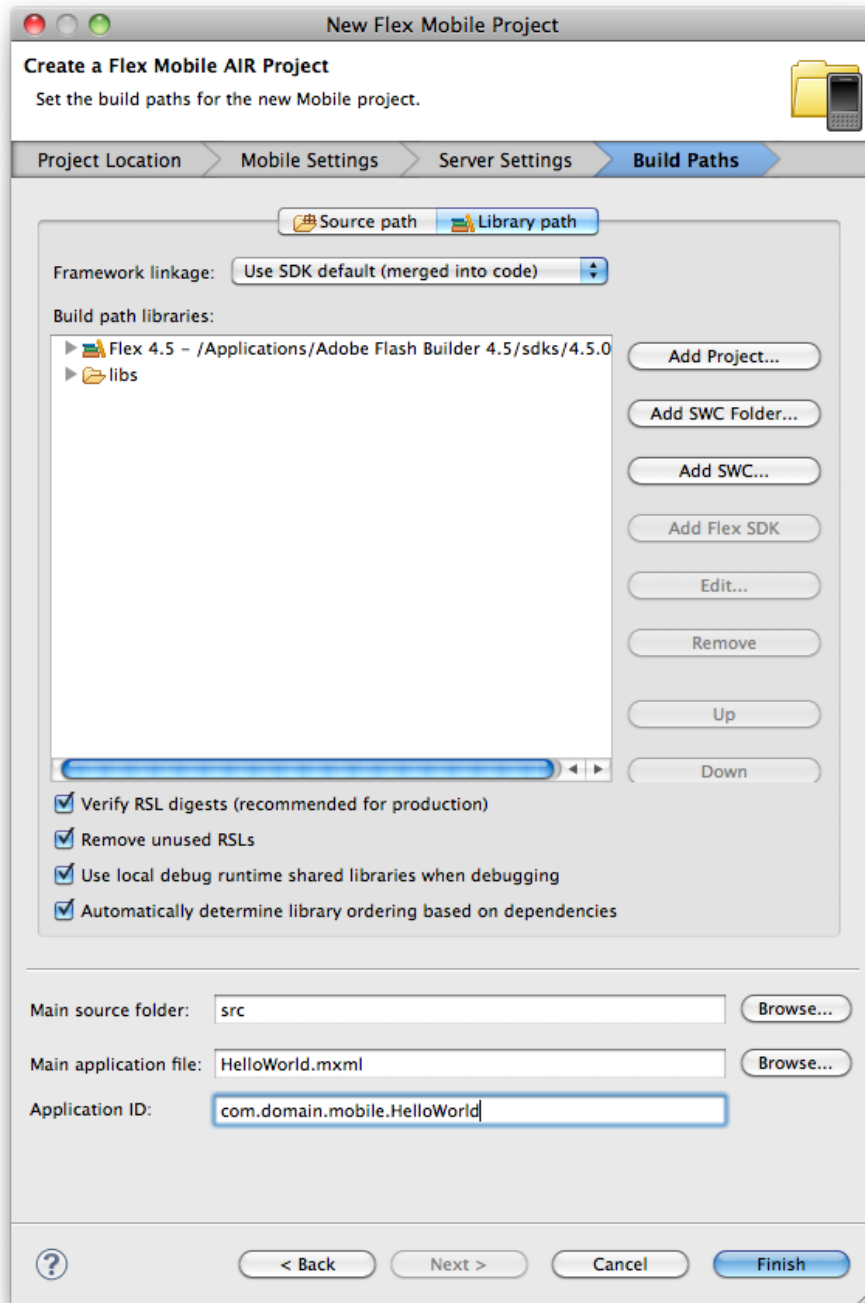 New Flex Mobile Project
Create a Flex Mobile AIR Project
Set the build paths for the new Mobile project.
Project Location Mobile Settings Server Settings Build Paths
Source path Library path
Framework linkage: Use SDK default (merged into code)
Build path libraries:
Flex 4.5 – /Applications/Adobe Flash Builder 4.5/sdks/4.5.0
libs
Add Project...
Add SWC Folder...
Add SWC...
Add Flex SDK
Edit...
Remove
Up
Down
Verify RSL digests (recommended for production)
Remove unused RSLs
Use local debug runtime shared libraries when debugging
Automatically determine library ordering based on dependencies
Main source folder: src Browse...
Main application file: HelloWorld.mxml Browse...
Application ID: com.domain.mobile.HelloWorld
? < Back Next > Cancel Finish